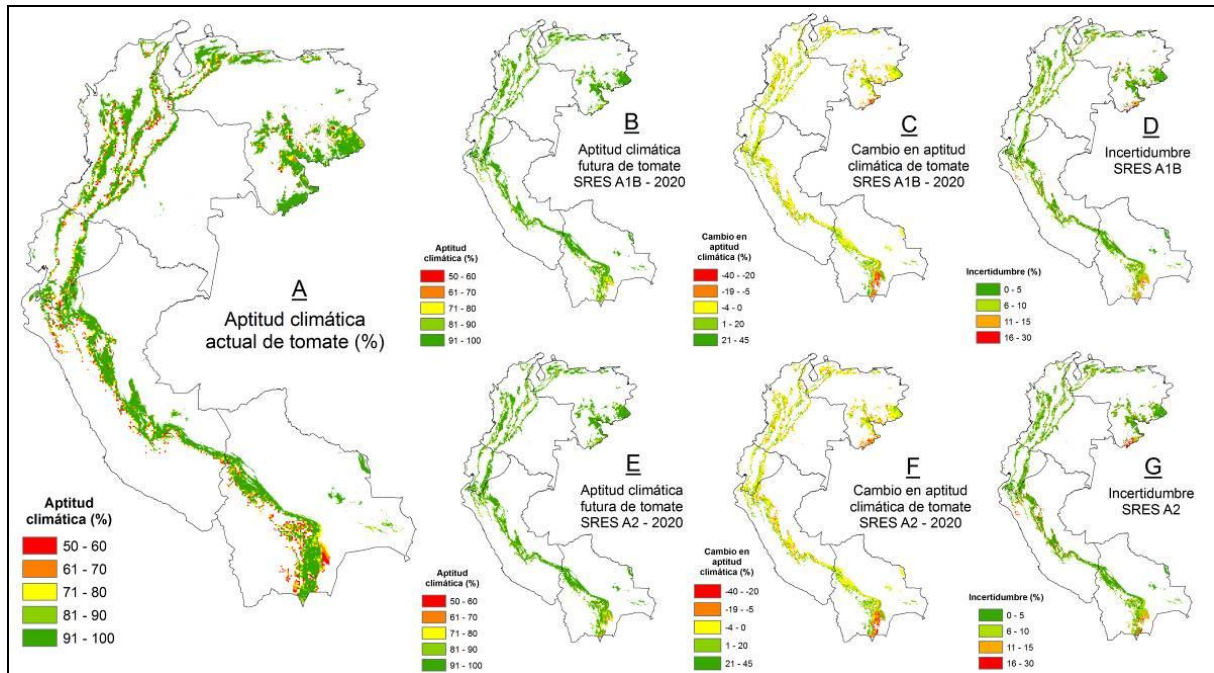 A
Aptitud climática
actual de tomate (%)
Aptitud
climática (%)
50 - 60
61 - 70
71 - 80
81 - 90
91 - 100
B
Aptitud climática
futura de tomate
SRES A1B - 2020
Aptitud
climática (%)
50 - 60
61 - 70
71 - 80
81 - 90
91 - 100
C
Cambio en aptitud
climática de tomate
SRES A1B - 2020
Cambio en
aptitud
climática (%)
-40 - -20
-19 - -5
-4 - 0
1 - 20
21 - 45
D
Incertidumbre
SRES A1B
Incertidumbre (%)
0 - 5
6 - 10
11 - 15
16 - 30
E
Aptitud climática
futura de tomate
SRES A2 - 2020
Aptitud
climática (%)
50 - 60
61 - 70
71 - 80
81 - 90
91 - 100
F
Cambio en aptitud
climática de tomate
SRES A2 - 2020
Cambio en
aptitud
climática (%)
-40 - -20
-19 - -5
-4 - 0
1 - 20
21 - 45
G
Incertidumbre
SRES A2
Incertidumbre (%)
0 - 5
6 - 10
11 - 15
16 - 30